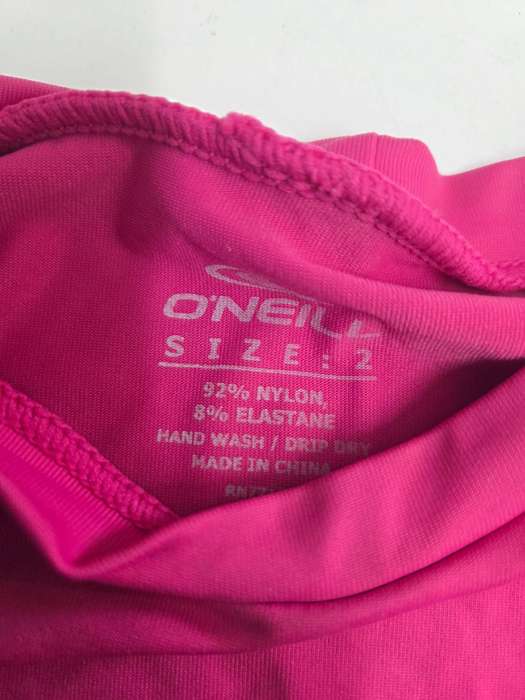 O'NEILL
SIZE: 2
92% NYLON,
8% ELASTANE
HAND WASH / DRIP DRY
MADE IN CHINA